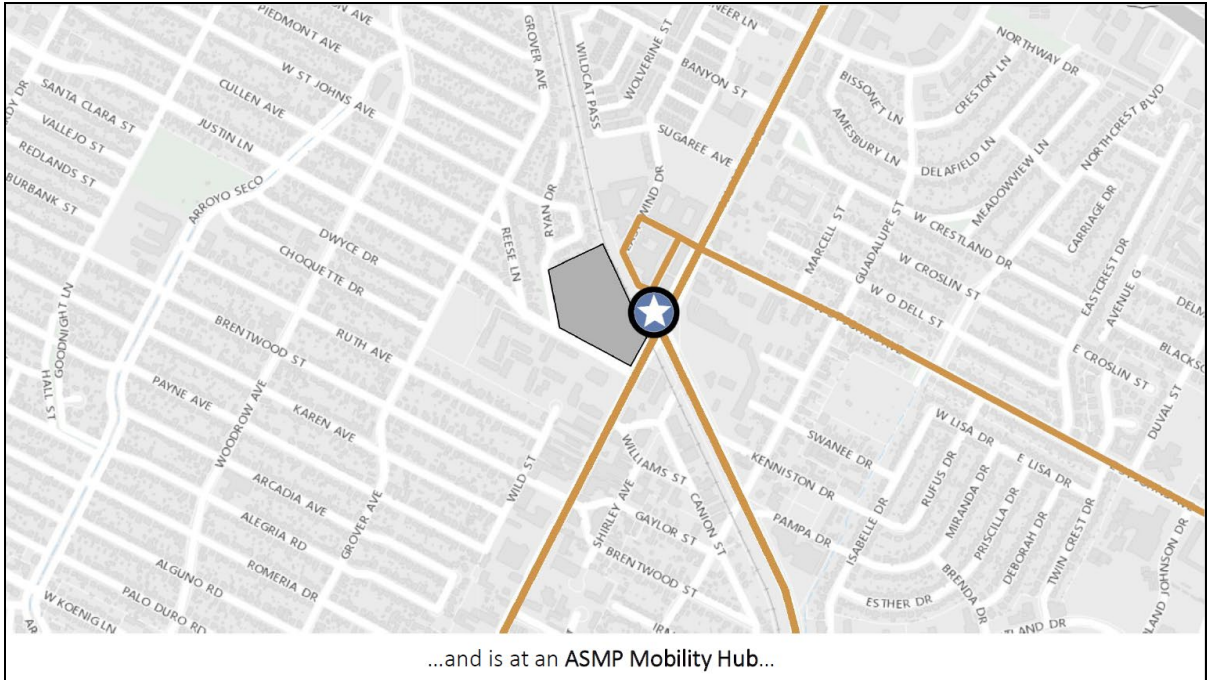 PIEDMONT AVE
W ST JOHNS AVE
CULLEN AVE
SANTA CLARA ST
JUSTIN LN
VALLEJO ST
REDLANDS ST
BURBANK ST
ARROYO SECO
GROVER AVE
WILDCAT PASS
WOLVERINE ST
BANYON ST
SUGAREE AVE
NORTHWAY DR
BISSONET LN
CRESTON LN
AMESBURY LN
DELAFIELD LN
MEADOWVIEW LN
NORTHCREST BLVD
CARRIAGE DR
W CRESTLAND DR
W CROSLIN ST
W O DELL ST
MARCELL ST
GUADALUPE ST
EASTCREST DR
AVENUE G
E CROSLIN ST
DUVAL ST
RYAN DR
REESE LN
DWYCE DR
CHOQUETTE DR
RUTH AVE
BRENTWOOD ST
GOODNIGHT LN
HALL ST
PAYNE AVE
WOODROW AVE
KAREN AVE
ARCADIA AVE
ALEGRIA RD
GROVER AVE
ROMERIA DR
ALGUNO RD
PALO DURO RD
W KOENIG LN
WILD ST
WILLIAMS ST
SHIRLEY AVE
GAYLOR ST
CANION ST
BRENTWOOD ST
SWANEE DR
KENNISTON DR
PAMPA DR
ISABELLE DR
W LISA DR
E LISA DR
RUFUS DR
MIRANDA DR
PRISCILLA DR
DEBORAH DR
TWIN CREST DR
BRENDA DR
ESTHER DR
JOHNSON DR
...and is at an ASMP Mobility Hub...